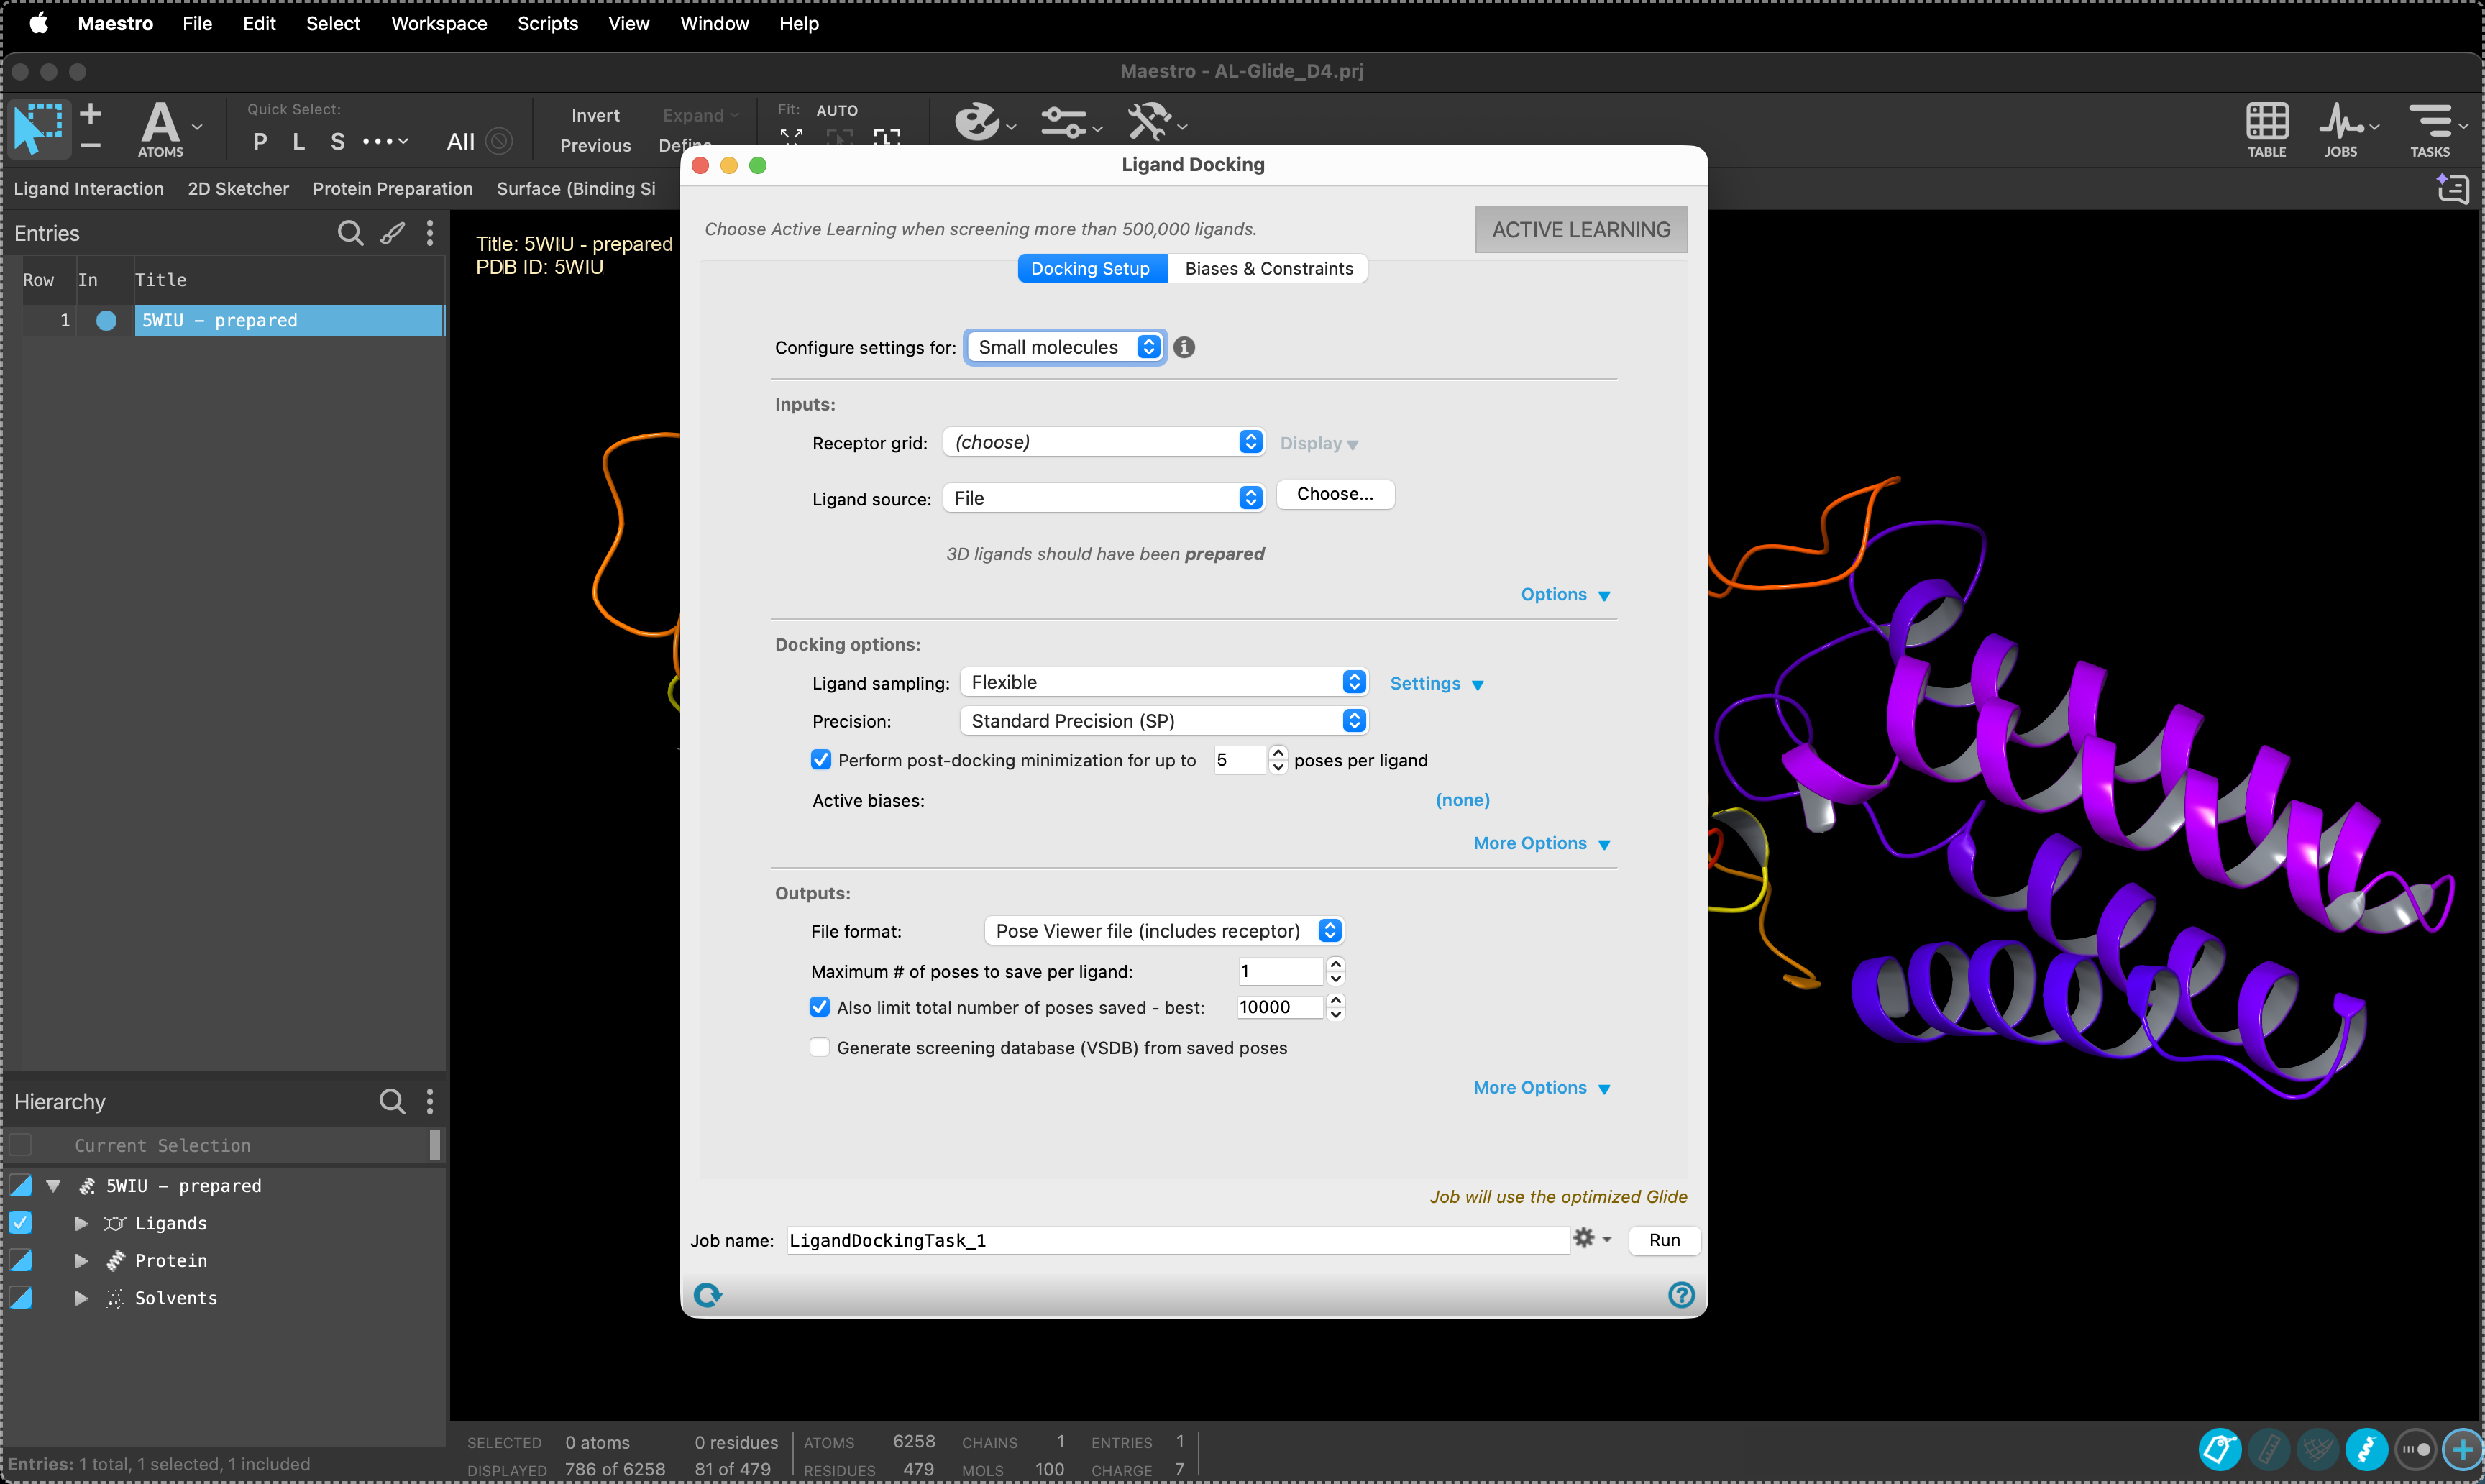 Maestro File Edit Select Workspace Scripts View Window Help
Maestro - AL-Glide_D4.prj
Quick Select:
P L S
All
ATOMS
Invert
Expand
Previous
Fit: AUTO
TABLE
JOBS
TASKS
Ligand Interaction 2D Sketcher Protein Preparation Surface (Binding Si
Entries
Row In Title
1 5WIU - prepared
Title: 5WIU - prepared
PDB ID: 5WIU
Ligand Docking
Choose Active Learning when screening more than 500,000 ligands.
ACTIVE LEARNING
Docking Setup Biases & Constraints
Configure settings for: Small molecules
Inputs:
Receptor grid: (choose) Display
Ligand source: File Choose...
3D ligands should have been prepared
Options
Docking options:
Ligand sampling: Flexible Settings
Precision: Standard Precision (SP)
Perform post-docking minimization for up to 5 poses per ligand
Active biases: (none)
More Options
Outputs:
File format: Pose Viewer file (includes receptor)
Maximum # of poses to save per ligand: 1
Also limit total number of poses saved - best: 10000
Generate screening database (VSDB) from saved poses
More Options
Job will use the optimized Glide
Job name: LigandDockingTask_1 Run
Hierarchy
Current Selection
5WIU - prepared
Ligands
Protein
Solvents
Entries: 1 total, 1 selected, 1 included
SELECTED 0 atoms 0 residues ATOMS 6258 CHAINS 1 ENTRIES 1
DISPLAYED 786 of 6258 81 of 479 RESIDUES 479 MOLS 100 CHARGE 7